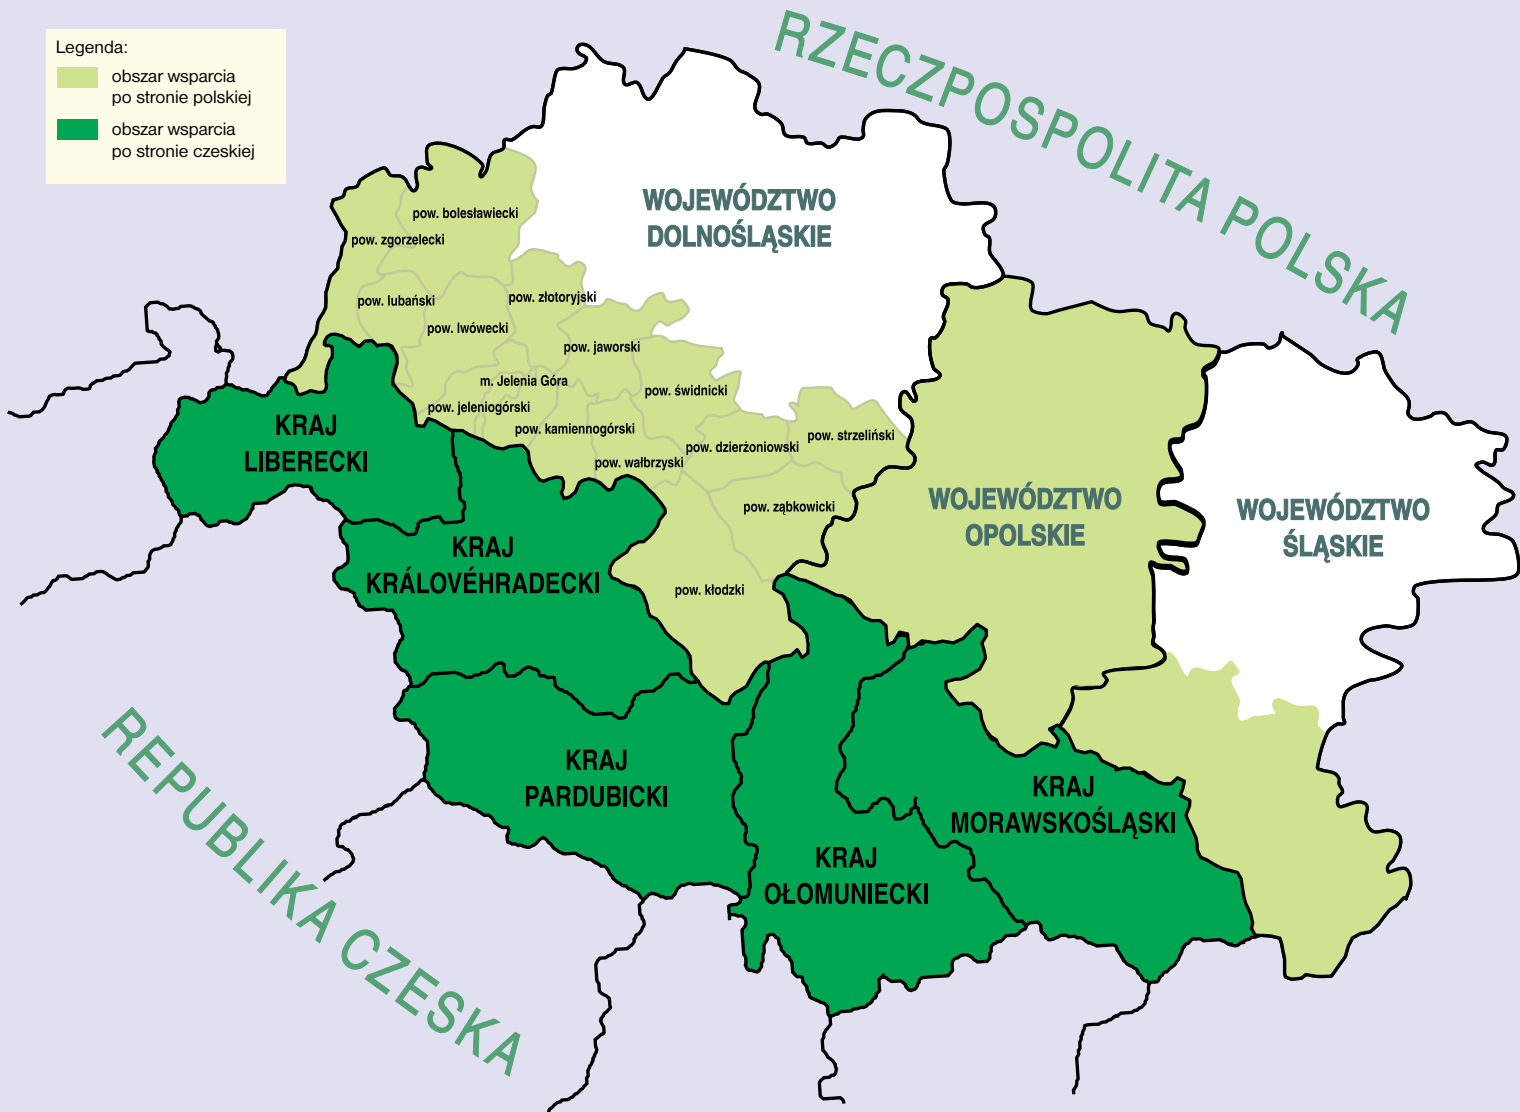 Legenda:
obszar wsparcia
po stronie polskiej
obszar wsparcia
po stronie czeskiej
RZECZPOSPOLITA POLSKA
WOJEWÓDZTWO
DOLNOŚLĄSKIE
pow. bolesławiecki
pow. zgorzelecki
pow. lubański
pow. złotoryjski
pow. lwówecki
pow. jaworski
m. Jelenia Góra
pow. świdnicki
pow. jeleniogórski
pow. kamiennogórski
pow. strzeliński
pow. dzierżoniowski
pow. wałbrzyski
pow. ząbkowicki
pow. kłodzki
WOJEWÓDZTWO
OPOLSKIE
WOJEWÓDZTWO
ŚLĄSKIE
KRAJ
LIBERECKI
KRAJ
KRÁLOVÉHRADECKI
KRAJ
PARDUBICKI
KRAJ
MORAWSKOŚLĄSKI
KRAJ
OŁOMUNIECKI
REPUBLIKA CZESKA